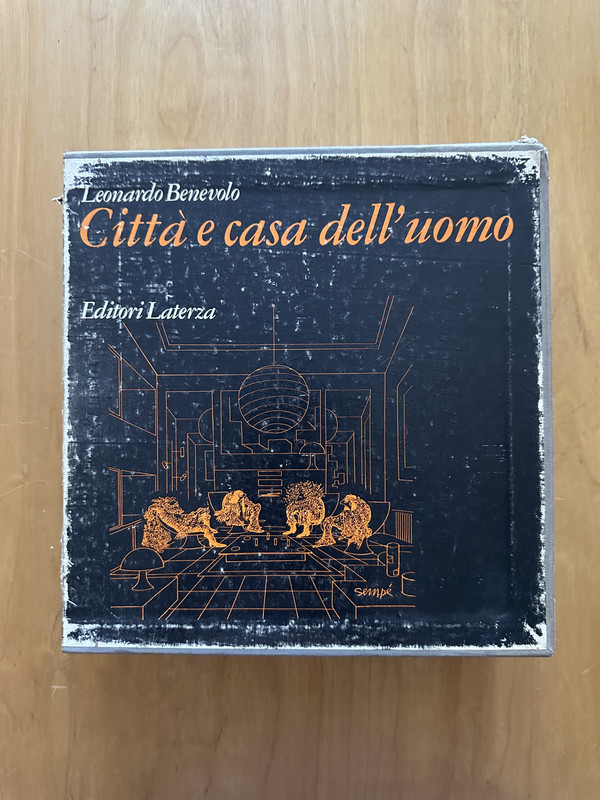 Leonardo Benevolo
Città e casa dell'uomo
Editori Laterza
sempé